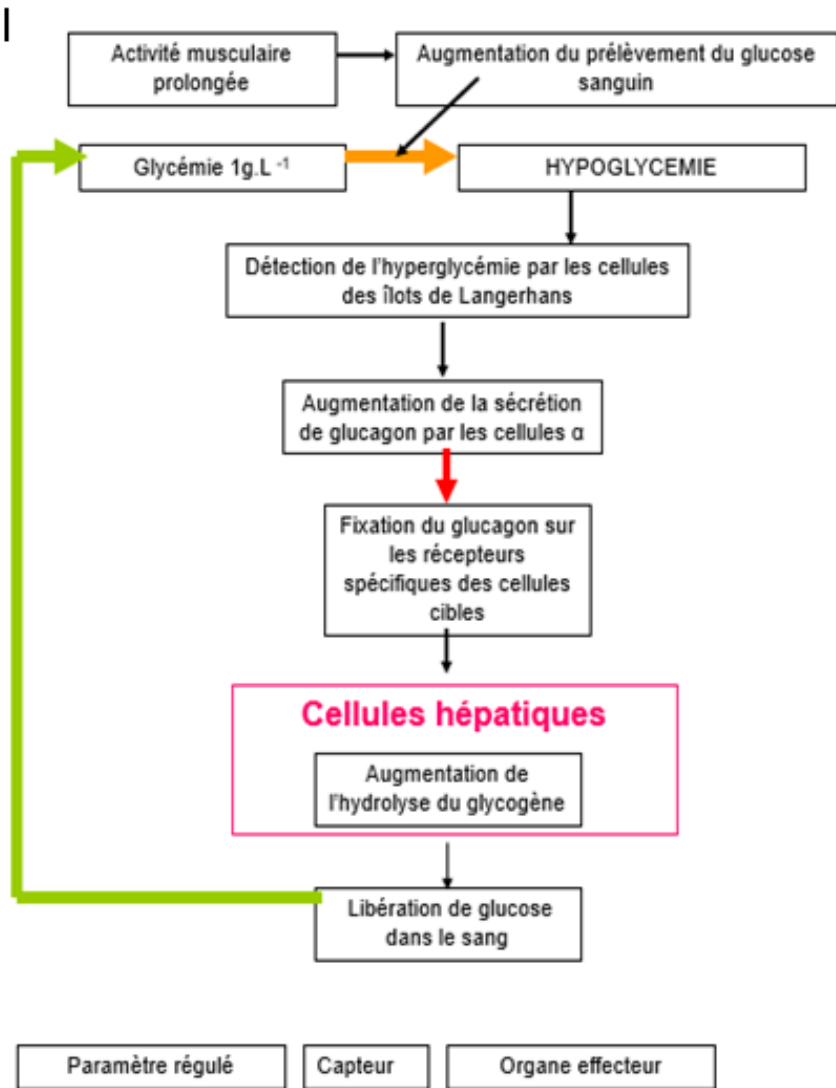 l
Activité musculaire
prolongée
Augmentation du prélèvement du glucose
sanguin
Glycémie 1g.L ⁻¹
HYPOGLYCEMIE
Détection de l'hyperglycémie par les cellules
des îlots de Langerhans
Augmentation de la sécrétion
de glucagon par les cellules α
Fixation du glucagon sur
les récepteurs
spécifiques des cellules
cibles
Cellules hépatiques
Augmentation de
l'hydrolyse du glycogène
Libération de glucose
dans le sang
Paramètre régulé
Capteur
Organe effecteur